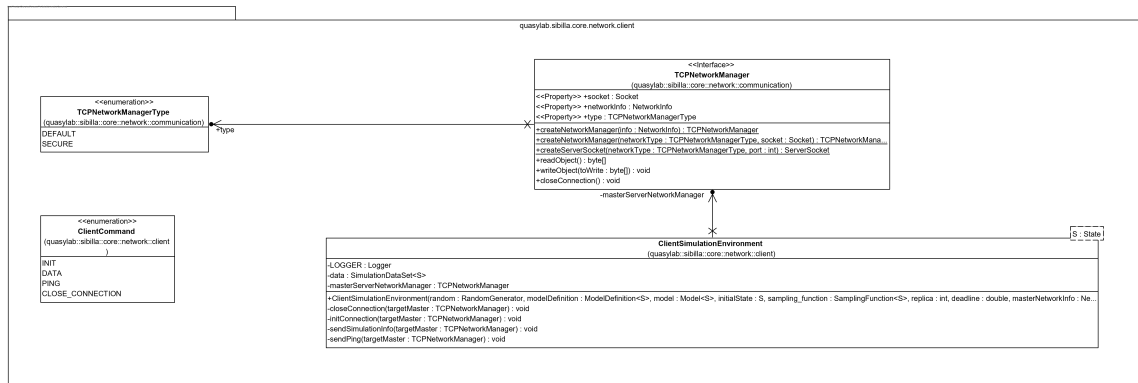 quasylab.sibilla.core.network.client
<<Interface>>
TCPNetworkManager
(quasylab::sibilla::core::network::communication)
<<Property>> +socket : Socket
<<Property>> +networkInfo : NetworkInfo
<<Property>> +type : TCPNetworkManagerType
+createNetworkManager(info : NetworkInfo) : TCPNetworkManager
+createNetworkManager(networkType : TCPNetworkManagerType, socket : Socket) : TCPNetworkMana...
+createServerSocket(networkType : TCPNetworkManagerType, port : int) : ServerSocket
+readObject() : byte[]
+writeObject(toWrite : byte[]) : void
+closeConnection() : void
<<enumeration>>
TCPNetworkManagerType
(quasylab::sibilla::core::network::communication)
DEFAULT
SECURE
+type
-masterServerNetworkManager
<<enumeration>>
ClientCommand
(quasylab::sibilla::core::network::client
)
INIT
DATA
PING
CLOSE_CONNECTION
S : State
ClientSimulationEnvironment
(quasylab::sibilla::core::network::client)
-LOGGER : Logger
-data : SimulationDataSet<S>
-masterServerNetworkManager : TCPNetworkManager
+ClientSimulationEnvironment(random : RandomGenerator, modelDefinition : ModelDefinition<S>, model : Model<S>, initialState : S, sampling_function : SamplingFunction<S>, replica : int, deadline : double, masterNetworkInfo : Ne...
-closeConnection(targetMaster : TCPNetworkManager) : void
-initConnection(targetMaster : TCPNetworkManager) : void
-sendSimulationInfo(targetMaster : TCPNetworkManager) : void
-sendPing(targetMaster : TCPNetworkManager) : void